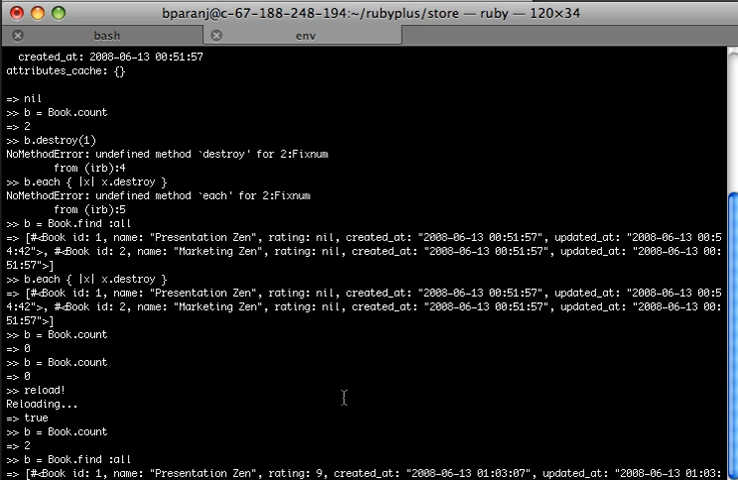 bparanj@c-67-188-248-194:~/rubyplus/store — ruby — 120×34
bash env
created_at: 2008-06-13 00:51:57
attributes_cache: {}
=> nil
>> b = Book.count
=> 2
>> b.destroy(1)
NoMethodError: undefined method `destroy' for 2:Fixnum
from (irb):4
>> b.each { |x| x.destroy }
NoMethodError: undefined method `each' for 2:Fixnum
from (irb):5
>> b = Book.find :all
=> [#<Book id: 1, name: "Presentation Zen", rating: nil, created_at: "2008-06-13 00:51:57", updated_at: "2008-06-13 00:5
4:42">, #<Book id: 2, name: "Marketing Zen", rating: nil, created_at: "2008-06-13 00:51:57", updated_at: "2008-06-13 00:
51:57">]
>> b.each { |x| x.destroy }
=> [#<Book id: 1, name: "Presentation Zen", rating: nil, created_at: "2008-06-13 00:51:57", updated_at: "2008-06-13 00:5
4:42">, #<Book id: 2, name: "Marketing Zen", rating: nil, created_at: "2008-06-13 00:51:57", updated_at: "2008-06-13 00:
51:57">]
>> b = Book.count
=> 0
>> b = Book.count
=> 0
>> reload!
Reloading...
=> true
>> b = Book.count
=> 2
>> b = Book.find :all
=> [#<Book id: 1, name: "Presentation Zen", rating: 9, created_at: "2008-06-13 01:03:07", updated_at: "2008-06-13 01:03: